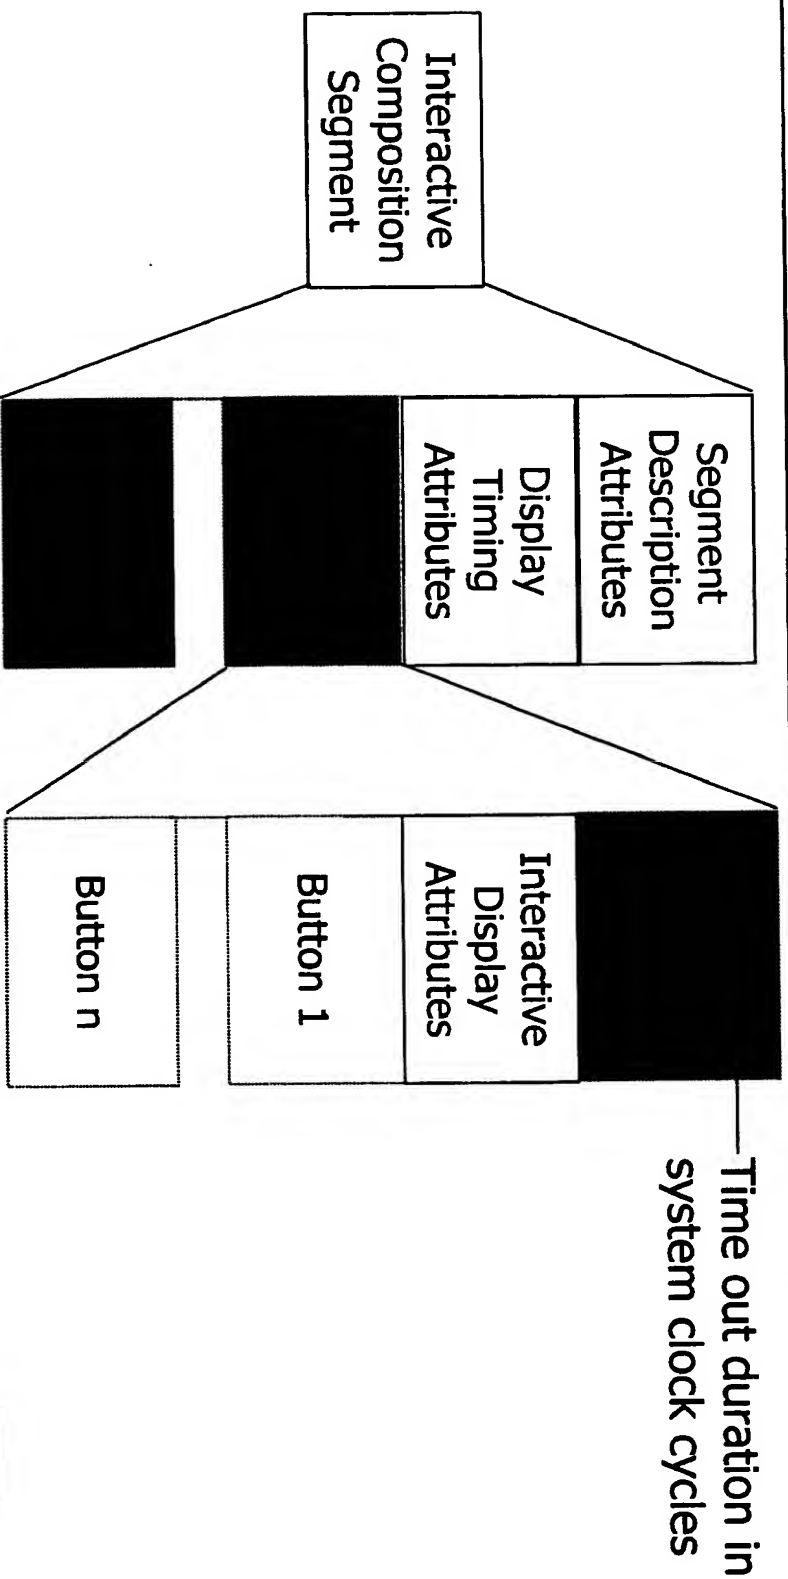 Interactive
Composition
Segment
Segment
Description
Attributes
Display
Timing
Attributes
Interactive
Display
Attributes
Button 1
Button n
Time out duration in
system clock cycles